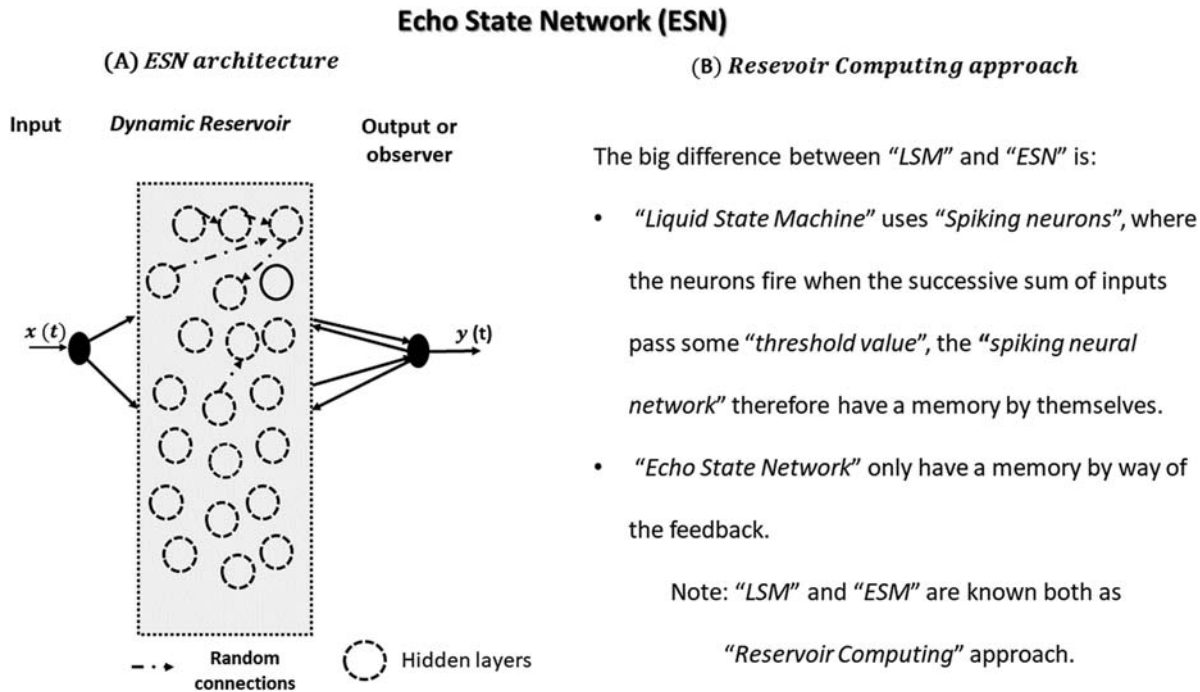 Echo State Network (ESN)
(A) ESN architecture
Input
Dynamic Reservoir
Output or
observer
x (t)
y (t)
Random
connections
Hidden layers
(B) Resevoir Computing approach
The big difference between “LSM” and “ESN” is:
• “Liquid State Machine” uses “Spiking neurons”, where
the neurons fire when the successive sum of inputs
pass some “threshold value”, the “spiking neural
network” therefore have a memory by themselves.
• “Echo State Network” only have a memory by way of
the feedback.
Note: “LSM” and “ESM” are known both as
“Reservoir Computing” approach.